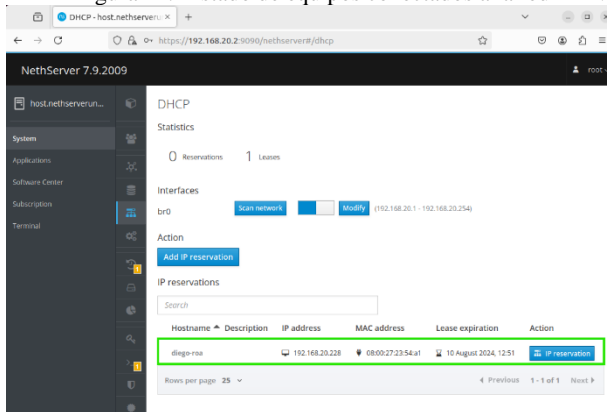 DHCP - host.nethserveru
https://192.168.20.2:9090/nethserver#/dhcp
NethServer 7.9.2009
root
host.nethserverun...
System
Applications
Software Center
Subscription
Terminal
1
1
DHCP
Statistics
0 Reservations 1 Leases
Interfaces
br0 Scan network Modify (192.168.20.1 - 192.168.20.254)
Action
Add IP reservation
IP reservations
Search
Hostname Description IP address MAC address Lease expiration Action
diego-roa 192.168.20.228 08:00:27:23:54:a1 10 August 2024, 12:51 IP reservation
Rows per page 25 Previous 1 - 1 of 1 Next